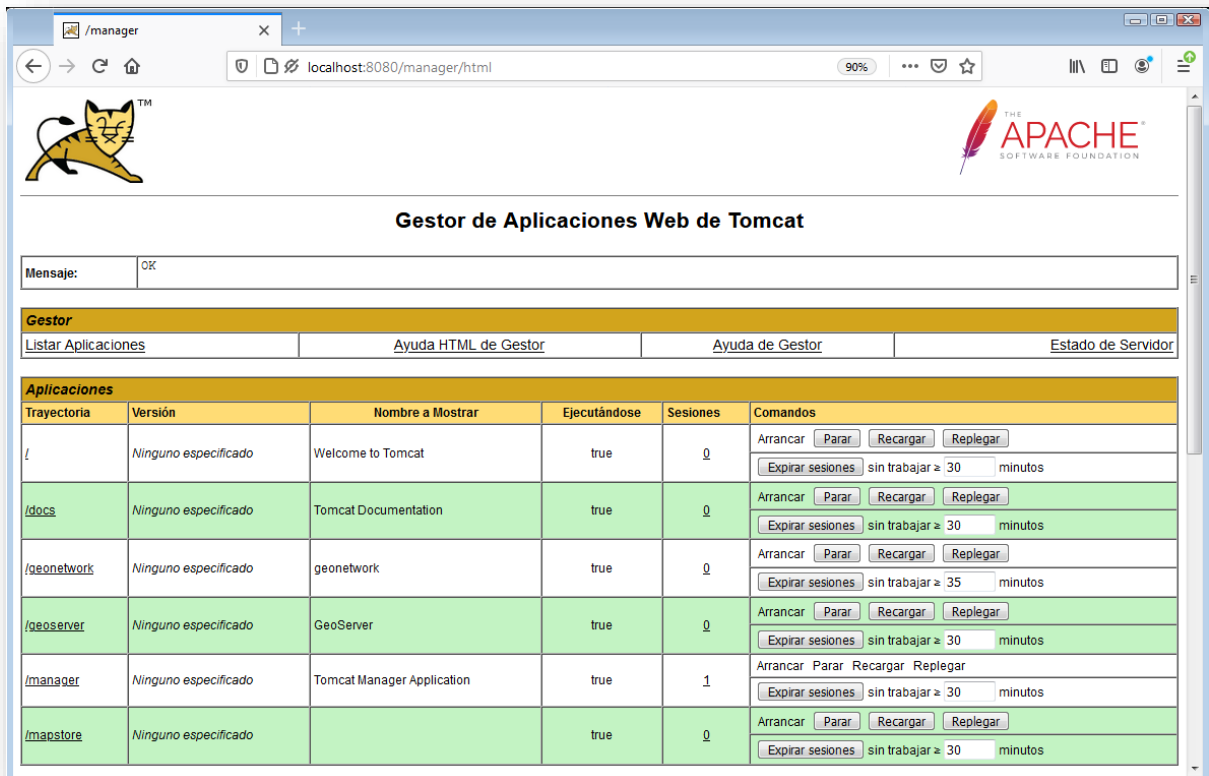 /manager
localhost:8080/manager/html 90%
TM
THE
APACHE®
SOFTWARE FOUNDATION
Gestor de Aplicaciones Web de Tomcat
Mensaje: OK
Gestor
Listar Aplicaciones Ayuda HTML de Gestor Ayuda de Gestor Estado de Servidor
Aplicaciones
Trayectoria Versión Nombre a Mostrar Ejecutándose Sesiones Comandos
/ Ninguno especificado Welcome to Tomcat true 0 Arrancar Parar Recargar Replegar
Expirar sesiones sin trabajar ≥ 30 minutos
/docs Ninguno especificado Tomcat Documentation true 0 Arrancar Parar Recargar Replegar
Expirar sesiones sin trabajar ≥ 30 minutos
/geonetwork Ninguno especificado geonetwork true 0 Arrancar Parar Recargar Replegar
Expirar sesiones sin trabajar ≥ 35 minutos
/geoserver Ninguno especificado GeoServer true 0 Arrancar Parar Recargar Replegar
Expirar sesiones sin trabajar ≥ 30 minutos
/manager Ninguno especificado Tomcat Manager Application true 1 Arrancar Parar Recargar Replegar
Expirar sesiones sin trabajar ≥ 30 minutos
/mapstore Ninguno especificado true 0 Arrancar Parar Recargar Replegar
Expirar sesiones sin trabajar ≥ 30 minutos